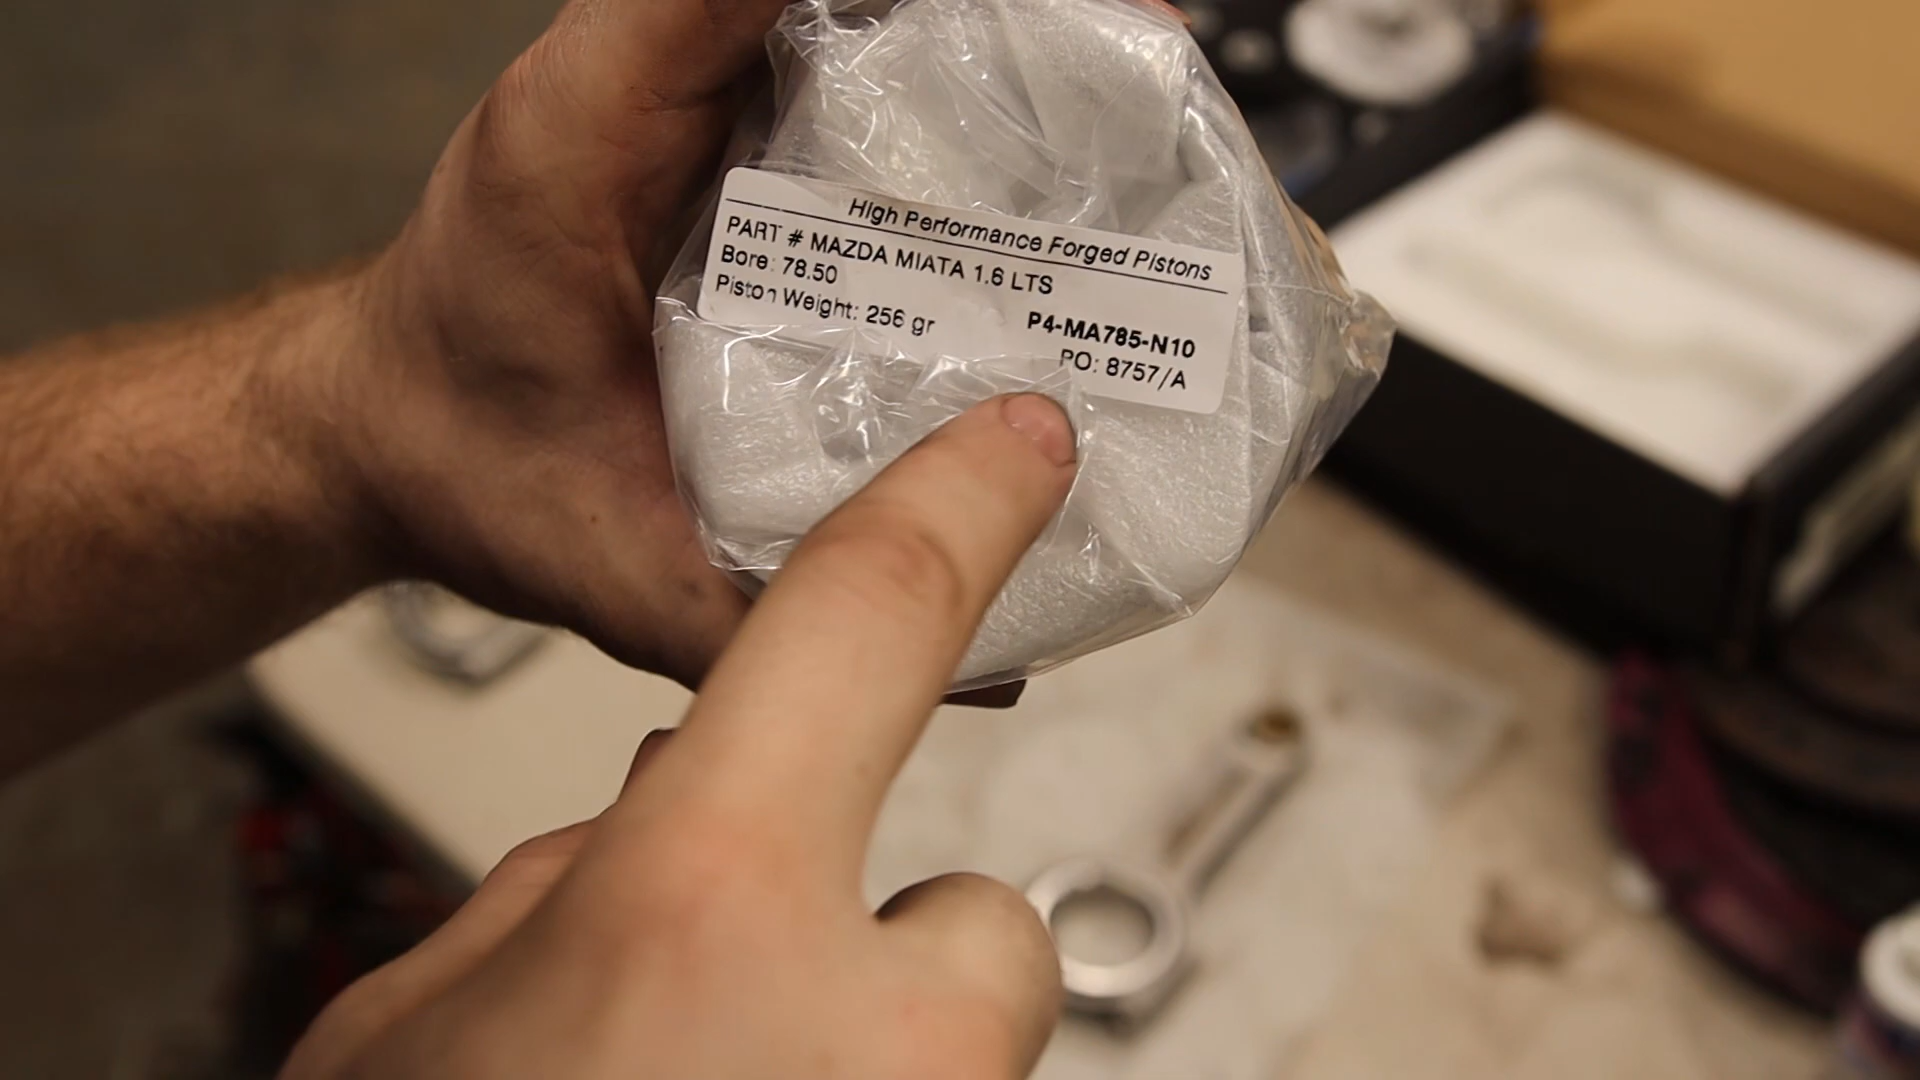 High Performance Forged Pistons
PART # MAZDA MIATA 1.6 LTS
Bore: 78.50
Piston Weight: 256 gr
P4-MA785-N10
PO: 8757/A